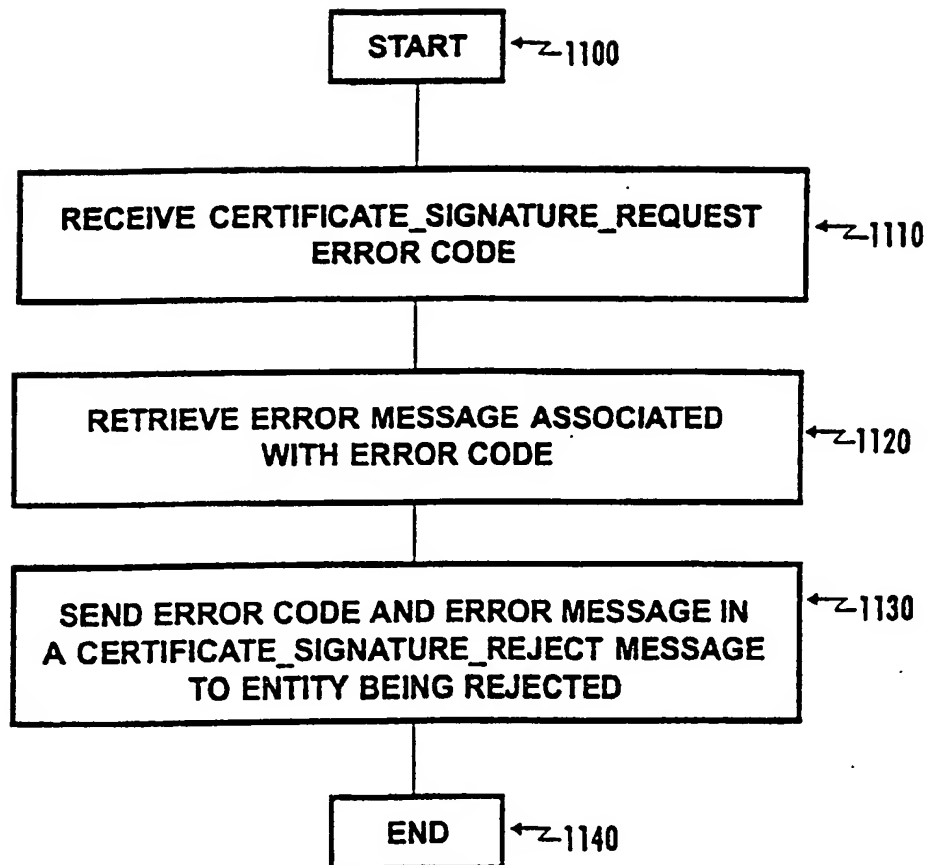 START
1100
RECEIVE CERTIFICATE_SIGNATURE_REQUEST
ERROR CODE
1110
RETRIEVE ERROR MESSAGE ASSOCIATED
WITH ERROR CODE
1120
SEND ERROR CODE AND ERROR MESSAGE IN
A CERTIFICATE_SIGNATURE_REJECT MESSAGE
TO ENTITY BEING REJECTED
1130
END
1140